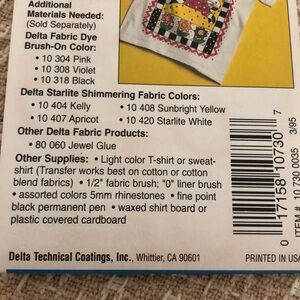 Additional
Materials Needed:
(Sold Separately)
Delta Fabric Dye
Brush-On Color:
• 10 304 Pink
• 10 308 Violet
• 10 318 Black
Delta Starlite Shimmering Fabric Colors:
• 10 404 Kelly • 10 408 Sunbright Yellow
• 10 407 Apricot • 10 420 Starlite White
Other Delta Fabric Products:
• 80 060 Jewel Glue
Other Supplies: • Light color T-shirt or sweat-
shirt (Transfer works best on cotton or cotton
blend fabrics) • 1/2" fabric brush; "0" liner brush
• assorted colors 5mm rhinestones • fine point
black permanent pen • waxed shirt board or
plastic covered cardboard
Delta Technical Coatings, Inc., Whittier, CA 90601
PRINTED IN USA
0 17158 10730 7
ITEM # 10 730 0035
3/95